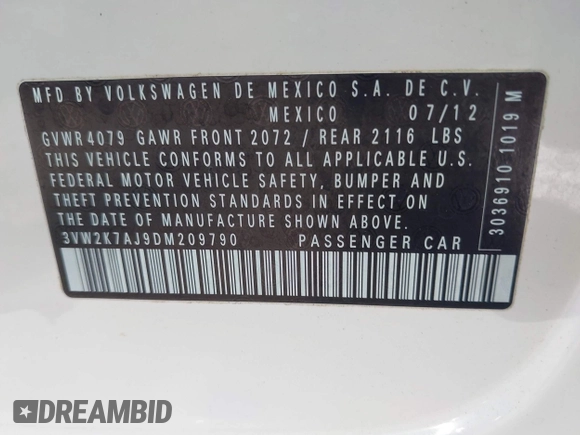 MFD BY VOLKSWAGEN DE MEXICO S.A. DE C.V.
MEXICO 07/12
GVWR 4079 GAWR FRONT 2072 / REAR 2116 LBS
THIS VEHICLE CONFORMS TO ALL APPLICABLE U.S.
FEDERAL MOTOR VEHICLE SAFETY, BUMPER AND
THEFT PREVENTION STANDARDS IN EFFECT ON
THE DATE OF MANUFACTURE SHOWN ABOVE.
3VW2K7AJ9DM209790 PASSENGER CAR
3036910 1019 M
DREAMBID